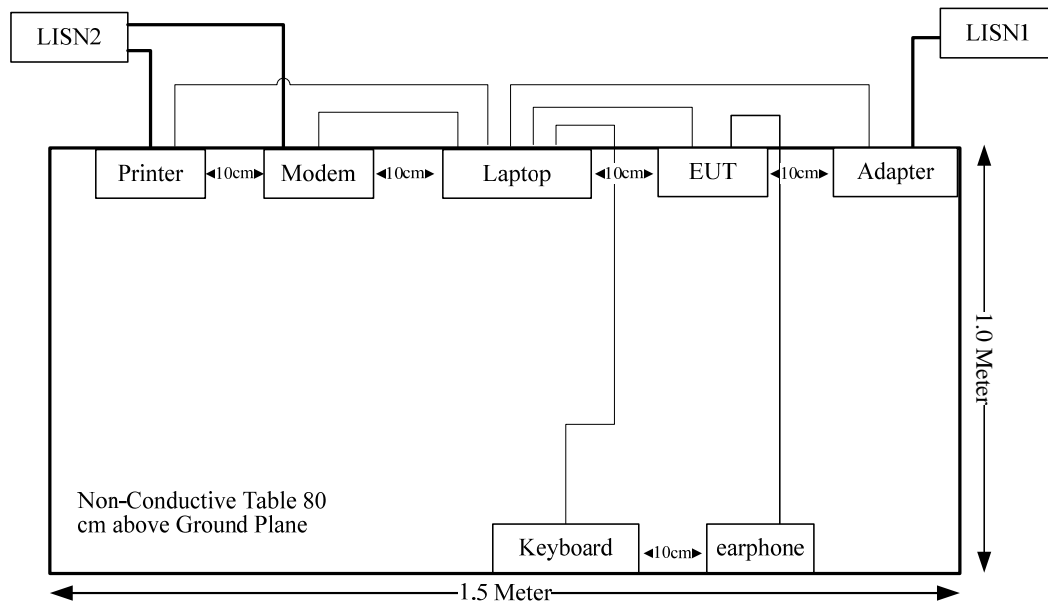 LISN2
LISN1
Printer
10cm
Modem
10cm
Laptop
10cm
EUT
10cm
Adapter
1.0 Meter
Non-Conductive Table 80
cm above Ground Plane
Keyboard
10cm
earphone
1.5 Meter